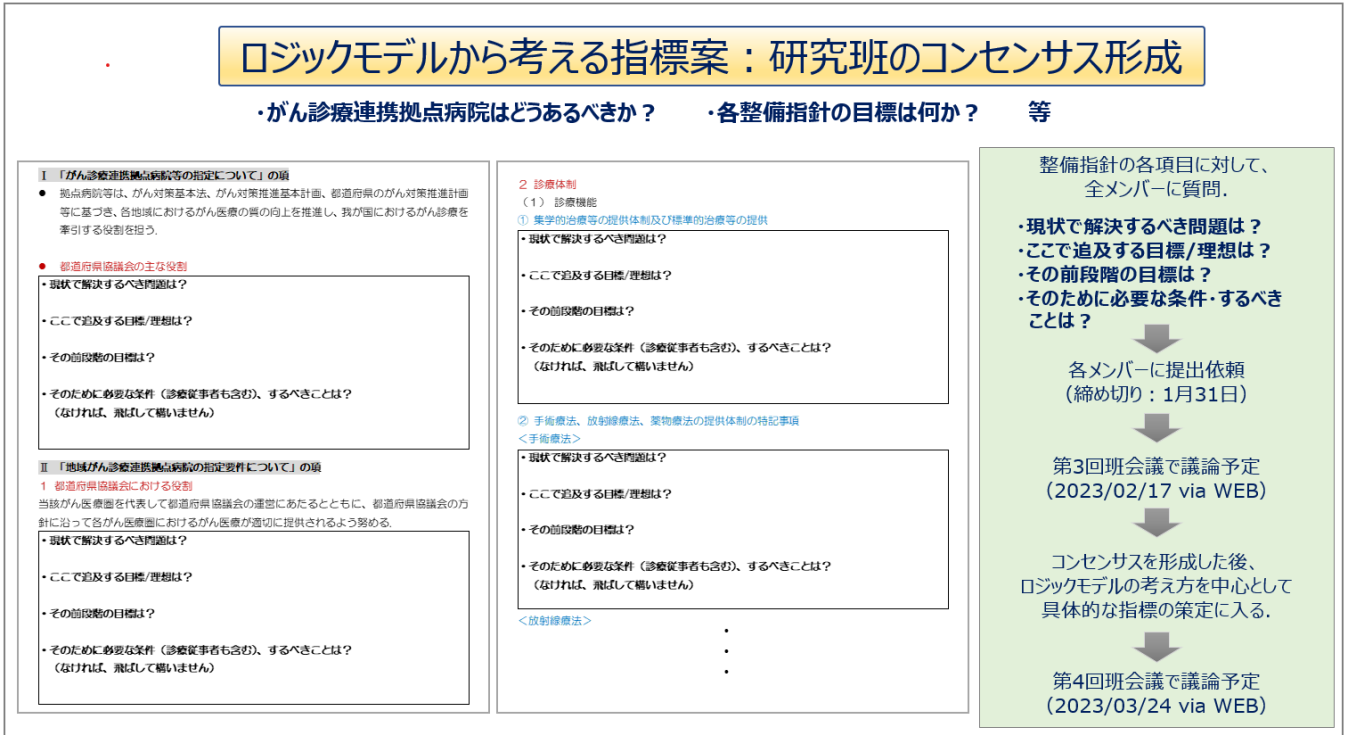 ロジックモデルから考える指標案：研究班のコンセンサス形成
・がん診療連携拠点病院はどうあるべきか？　・各整備指針の目標は何か？　等
Ⅰ 「がん診療連携拠点病院等の指定について」の項
● 拠点病院等は、がん対策基本法、がん対策推進基本計画、都道府県のがん対策推進計画
等に基づき、各地域におけるがん医療の質の向上を推進し、我が国におけるがん診療を
牽引する役割を担う.
● 都道府県協議会の主な役割
・現状で解決するべき問題は？
・ここで追及する目標/理想は？
・その前段階の目標は？
・そのために必要な条件（診療従事者も含む）、するべきことは？
（なければ、飛ばして構いません）
Ⅱ 「地域がん診療連携拠点病院の指定要件について」の項
1 都道府県協議会における役割
当該がん医療圏を代表して都道府県協議会の運営にあたるとともに、都道府県協議会の方
針に沿って各がん医療圏におけるがん医療が適切に提供されるよう努める.
・現状で解決するべき問題は？
・ここで追及する目標/理想は？
・その前段階の目標は？
・そのために必要な条件（診療従事者も含む）、するべきことは？
（なければ、飛ばして構いません）
2 診療体制
（1） 診療機能
① 集学的治療等の提供体制及び標準的治療等の提供
・現状で解決するべき問題は？
・ここで追及する目標/理想は？
・その前段階の目標は？
・そのために必要な条件（診療従事者も含む）、するべきことは？
（なければ、飛ばして構いません）
② 手術療法、放射線療法、薬物療法の提供体制の特記事項
＜手術療法＞
・現状で解決するべき問題は？
・ここで追及する目標/理想は？
・その前段階の目標は？
・そのために必要な条件（診療従事者も含む）、するべきことは？
（なければ、飛ばして構いません）
＜放射線療法＞
・
・
・
整備指針の各項目に対して、
全メンバーに質問.
・現状で解決するべき問題は？
・ここで追及する目標/理想は？
・その前段階の目標は？
・そのために必要な条件・するべき
ことは？
各メンバーに提出依頼
（締め切り：1月31日）
第3回班会議で議論予定
（2023/02/17 via WEB）
コンセンサスを形成した後、
ロジックモデルの考え方を中心として
具体的な指標の策定に入る.
第4回班会議で議論予定
（2023/03/24 via WEB）